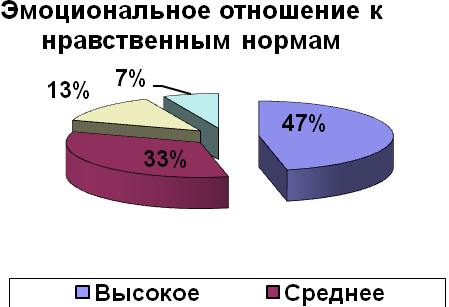 Эмоциональное отношение к
нравственным нормам
7%
13%
47%
33%
Высокое Среднее